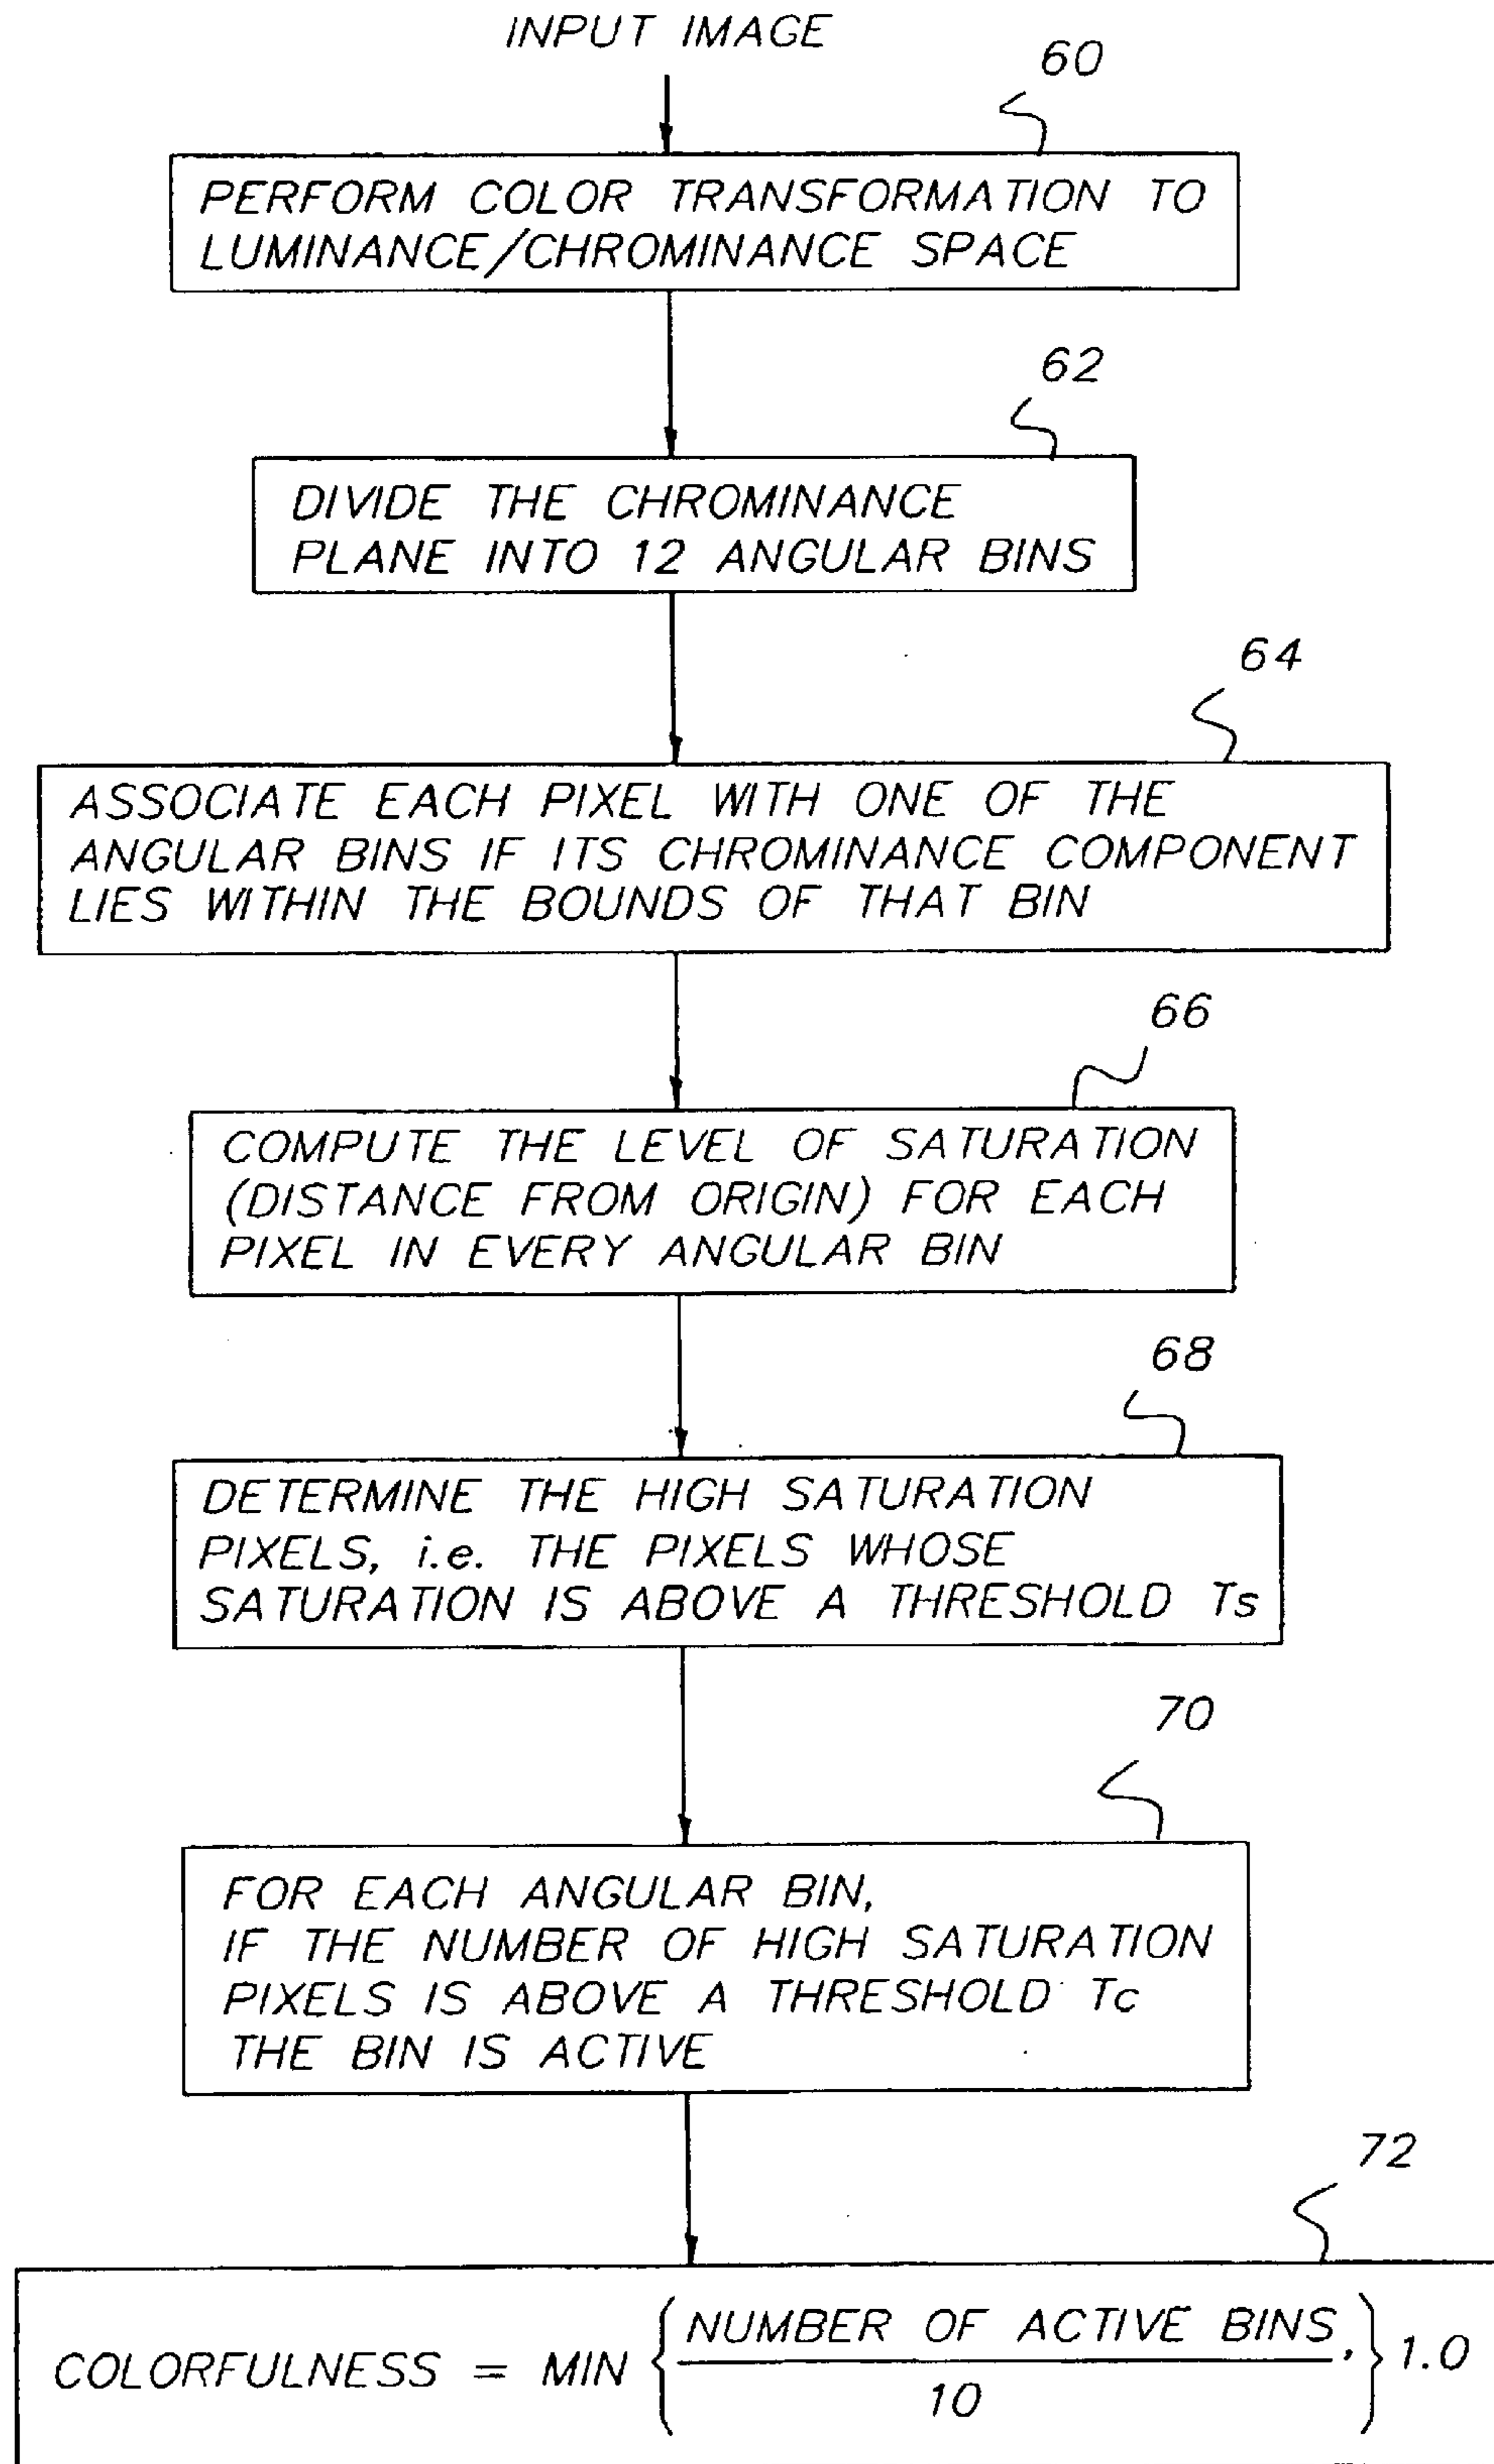 INPUT IMAGE
60
PERFORM COLOR TRANSFORMATION TO
LUMINANCE/CHROMINANCE SPACE
62
DIVIDE THE CHROMINANCE
PLANE INTO 12 ANGULAR BINS
64
ASSOCIATE EACH PIXEL WITH ONE OF THE
ANGULAR BINS IF ITS CHROMINANCE COMPONENT
LIES WITHIN THE BOUNDS OF THAT BIN
66
COMPUTE THE LEVEL OF SATURATION
(DISTANCE FROM ORIGIN) FOR EACH
PIXEL IN EVERY ANGULAR BIN
68
DETERMINE THE HIGH SATURATION
PIXELS, i.e. THE PIXELS WHOSE
SATURATION IS ABOVE A THRESHOLD Ts
70
FOR EACH ANGULAR BIN,
IF THE NUMBER OF HIGH SATURATION
PIXELS IS ABOVE A THRESHOLD Tc
THE BIN IS ACTIVE
72
COLORFULNESS = MIN { NUMBER OF ACTIVE BINS / 10 , } 1.0